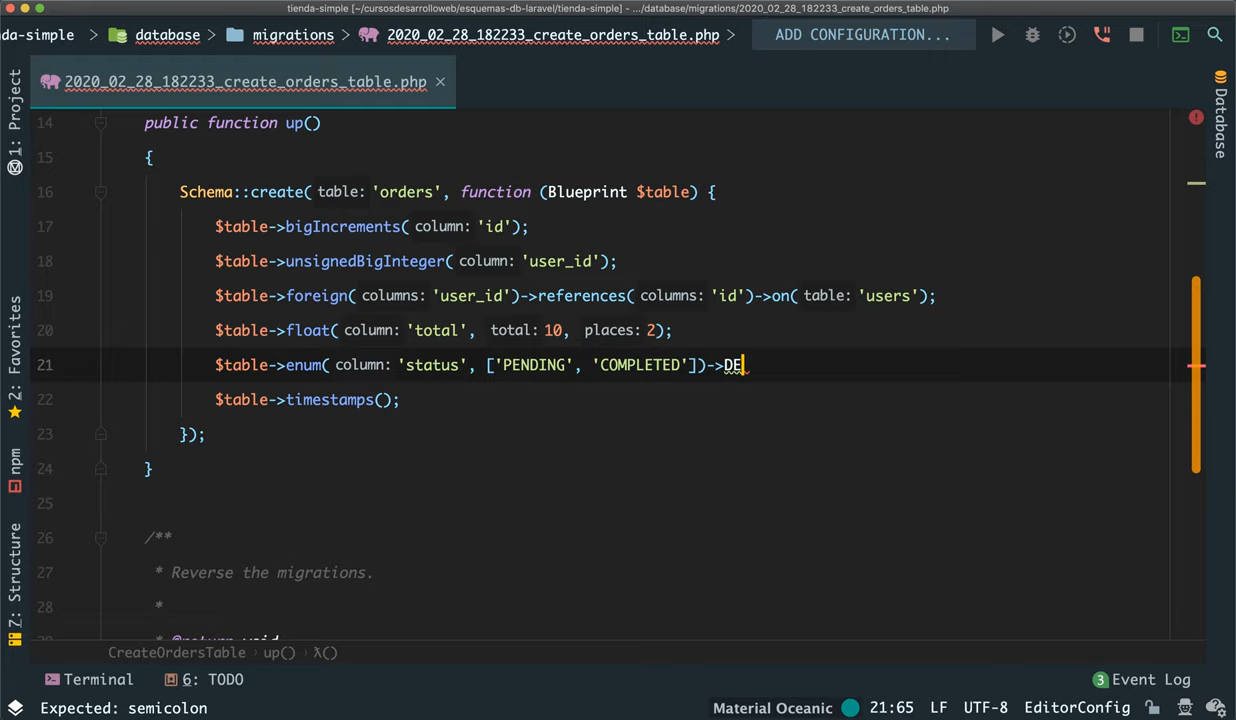 tienda-simple [~/cursosdesarrolloweb/esquemas-db-laravel/tienda-simple] – .../database/migrations/2020_02_28_182233_create_orders_table.php
da-simple database migrations 2020_02_28_182233_create_orders_table.php ADD CONFIGURATION...
2020_02_28_182233_create_orders_table.php
1: Project
2: Favorites
npm
7: Structure
Database
14 public function up()
15 {
16 Schema::create( table: 'orders', function (Blueprint $table) {
17 $table->bigIncrements( column: 'id');
18 $table->unsignedBigInteger( column: 'user_id');
19 $table->foreign( columns: 'user_id')->references( columns: 'id')->on( table: 'users');
20 $table->float( column: 'total', total: 10, places: 2);
21 $table->enum( column: 'status', ['PENDING', 'COMPLETED'])->DE
22 $table->timestamps();
23 });
24 }
25
26 /**
27 * Reverse the migrations.
28 *
* @return void
CreateOrdersTable up() λ()
Terminal 6: TODO 3 Event Log
Expected: semicolon Material Oceanic 21:65 LF UTF-8 EditorConfig